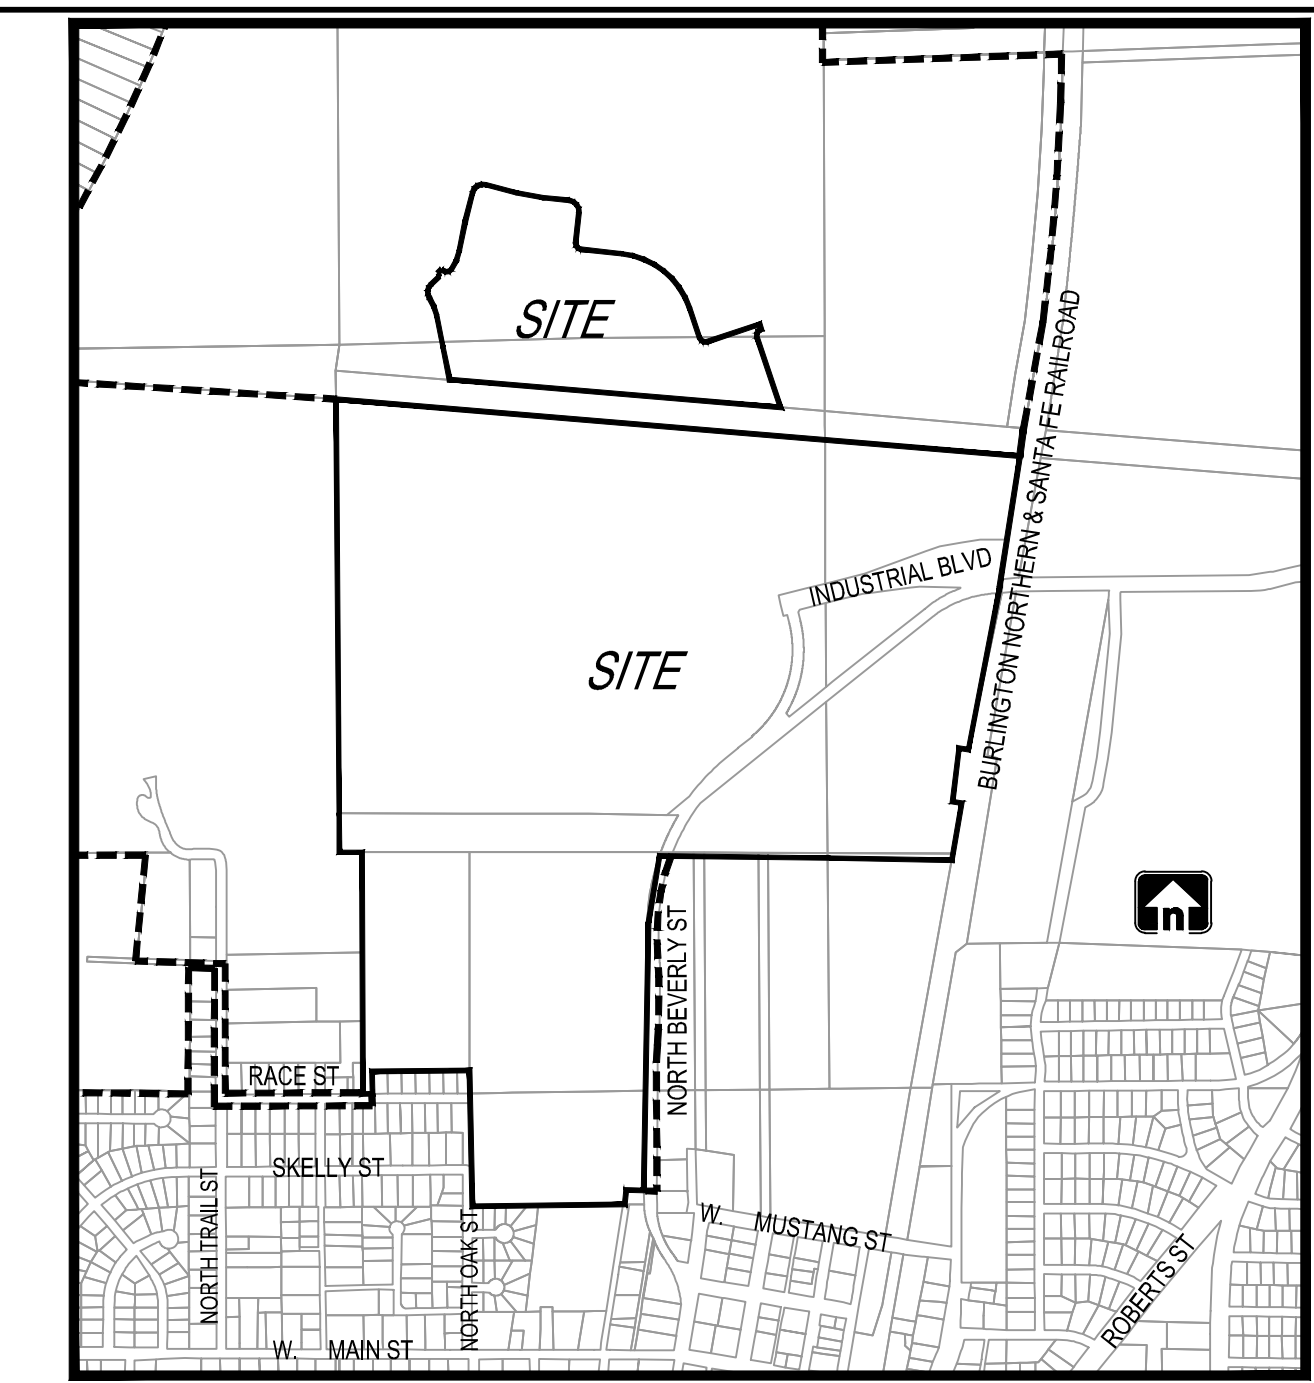 SITE
BURLINGTON NORTHERN & SANTA FE RAILROAD
INDUSTRIAL BLVD
SITE
n
NORTH BEVERLY ST
RACE ST
SKELLY ST
NORTH TRAIL ST
NORTH OAK ST
W. MUSTANG ST
ROBERTS ST
W. MAIN ST